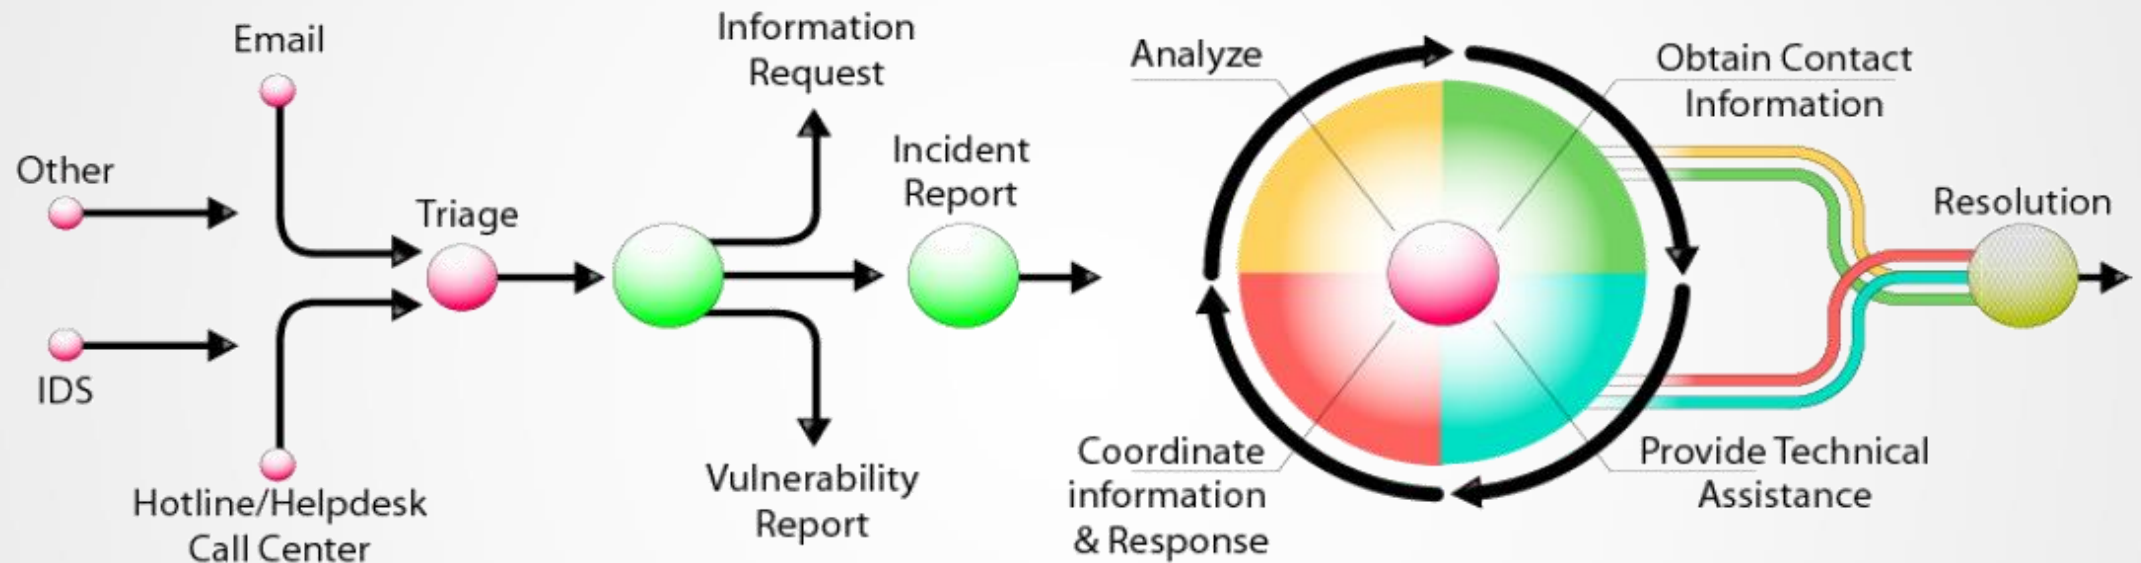 Email
Other
IDS
Hotline/Helpdesk
Call Center
Triage
Information
Request
Incident
Report
Vulnerability
Report
Analyze
Obtain Contact
Information
Coordinate
information
& Response
Provide Technical
Assistance
Resolution